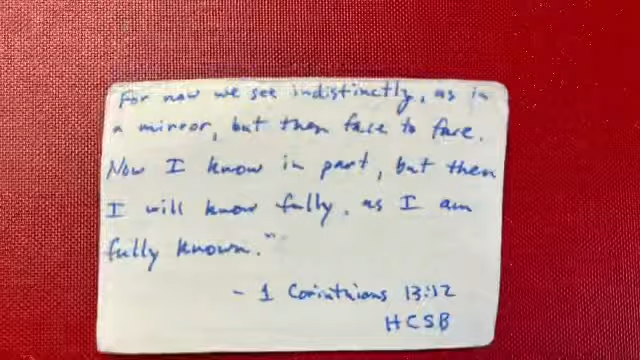 For now we see indistinctly, as in
a mirror, but then face to face.
Now I know in part, but then
I will know fully, as I am
fully known."
- 1 Corinthians 13:12
HCSB